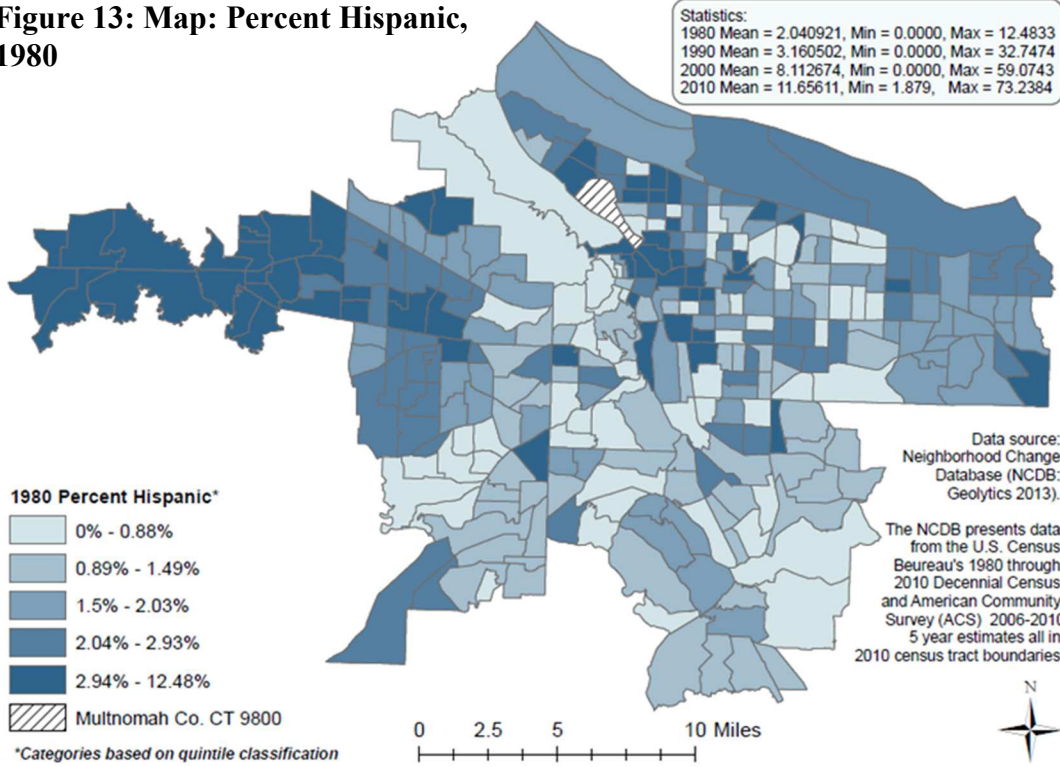 Figure 13: Map: Percent Hispanic,
1980
Statistics:
1980 Mean = 2.040921, Min = 0.0000, Max = 12.4833
1990 Mean = 3.160502, Min = 0.0000, Max = 32.7474
2000 Mean = 8.112674, Min = 0.0000, Max = 59.0743
2010 Mean = 11.65611, Min = 1.879, Max = 73.2384
Data source:
Neighborhood Change
Database (NCDB:
Geolytics 2013).
The NCDB presents data
from the U.S. Census
Beureau's 1980 through
2010 Decennial Census
and American Community
Survey (ACS) 2006-2010
5 year estimates all in
2010 census tract boundaries
1980 Percent Hispanic*
0% - 0.88%
0.89% - 1.49%
1.5% - 2.03%
2.04% - 2.93%
2.94% - 12.48%
Multnomah Co. CT 9800
*Categories based on quintile classification
0 2.5 5 10 Miles
N